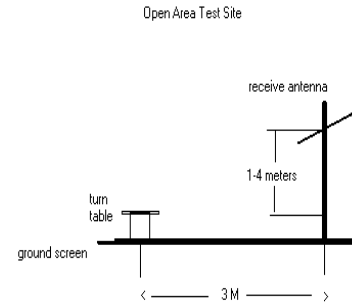 Open Area Test Site
receive antenna
1-4 meters
turn
table
ground screen
3 M